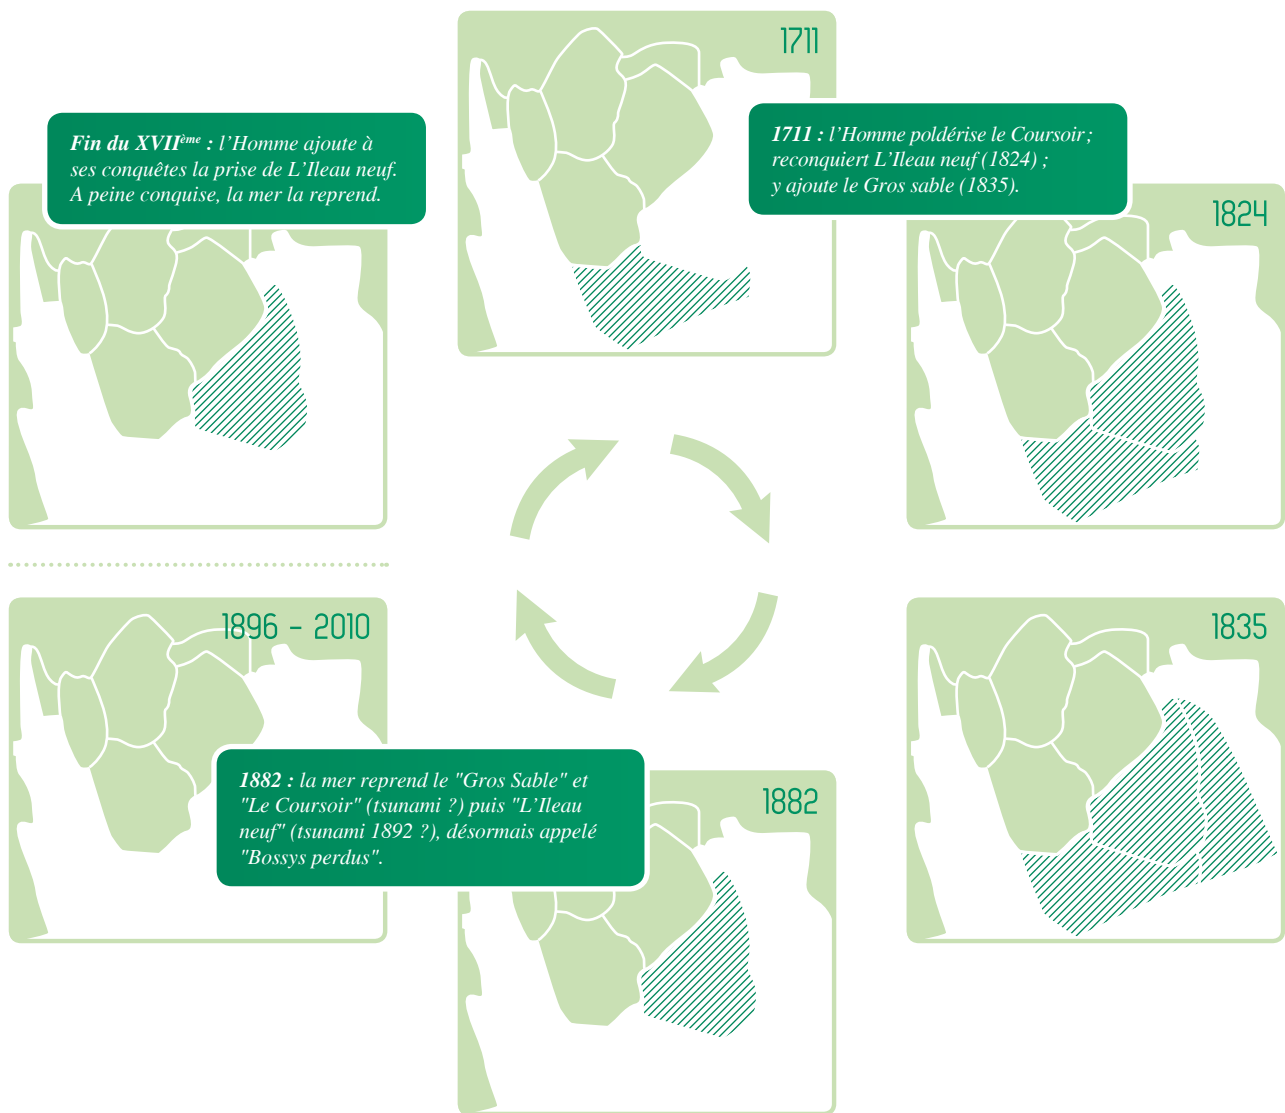 Fin du XVIIème : l'Homme ajoute à
ses conquêtes la prise de L'Ileau neuf.
A peine conquise, la mer la reprend.
1711
1711 : l'Homme poldérise le Coursoir ;
reconquiert L'Ileau neuf (1824) ;
y ajoute le Gros sable (1835).
1824
1835
1882
1882 : la mer reprend le "Gros Sable" et
"Le Coursoir" (tsunami ?) puis "L'Ileau
neuf" (tsunami 1892 ?), désormais appelé
"Bossys perdus".
1896 - 2010